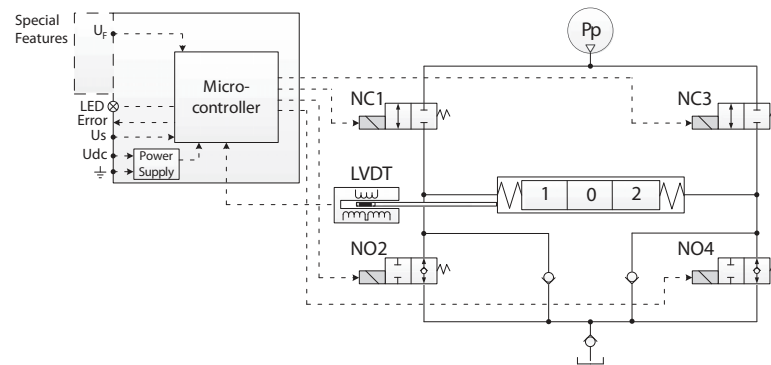 Special
Features
U_F
Pp
Micro-
controller
NC1
NC3
LED
Error
Us
Udc
Power
Supply
LVDT
1 0 2
NO2
NO4